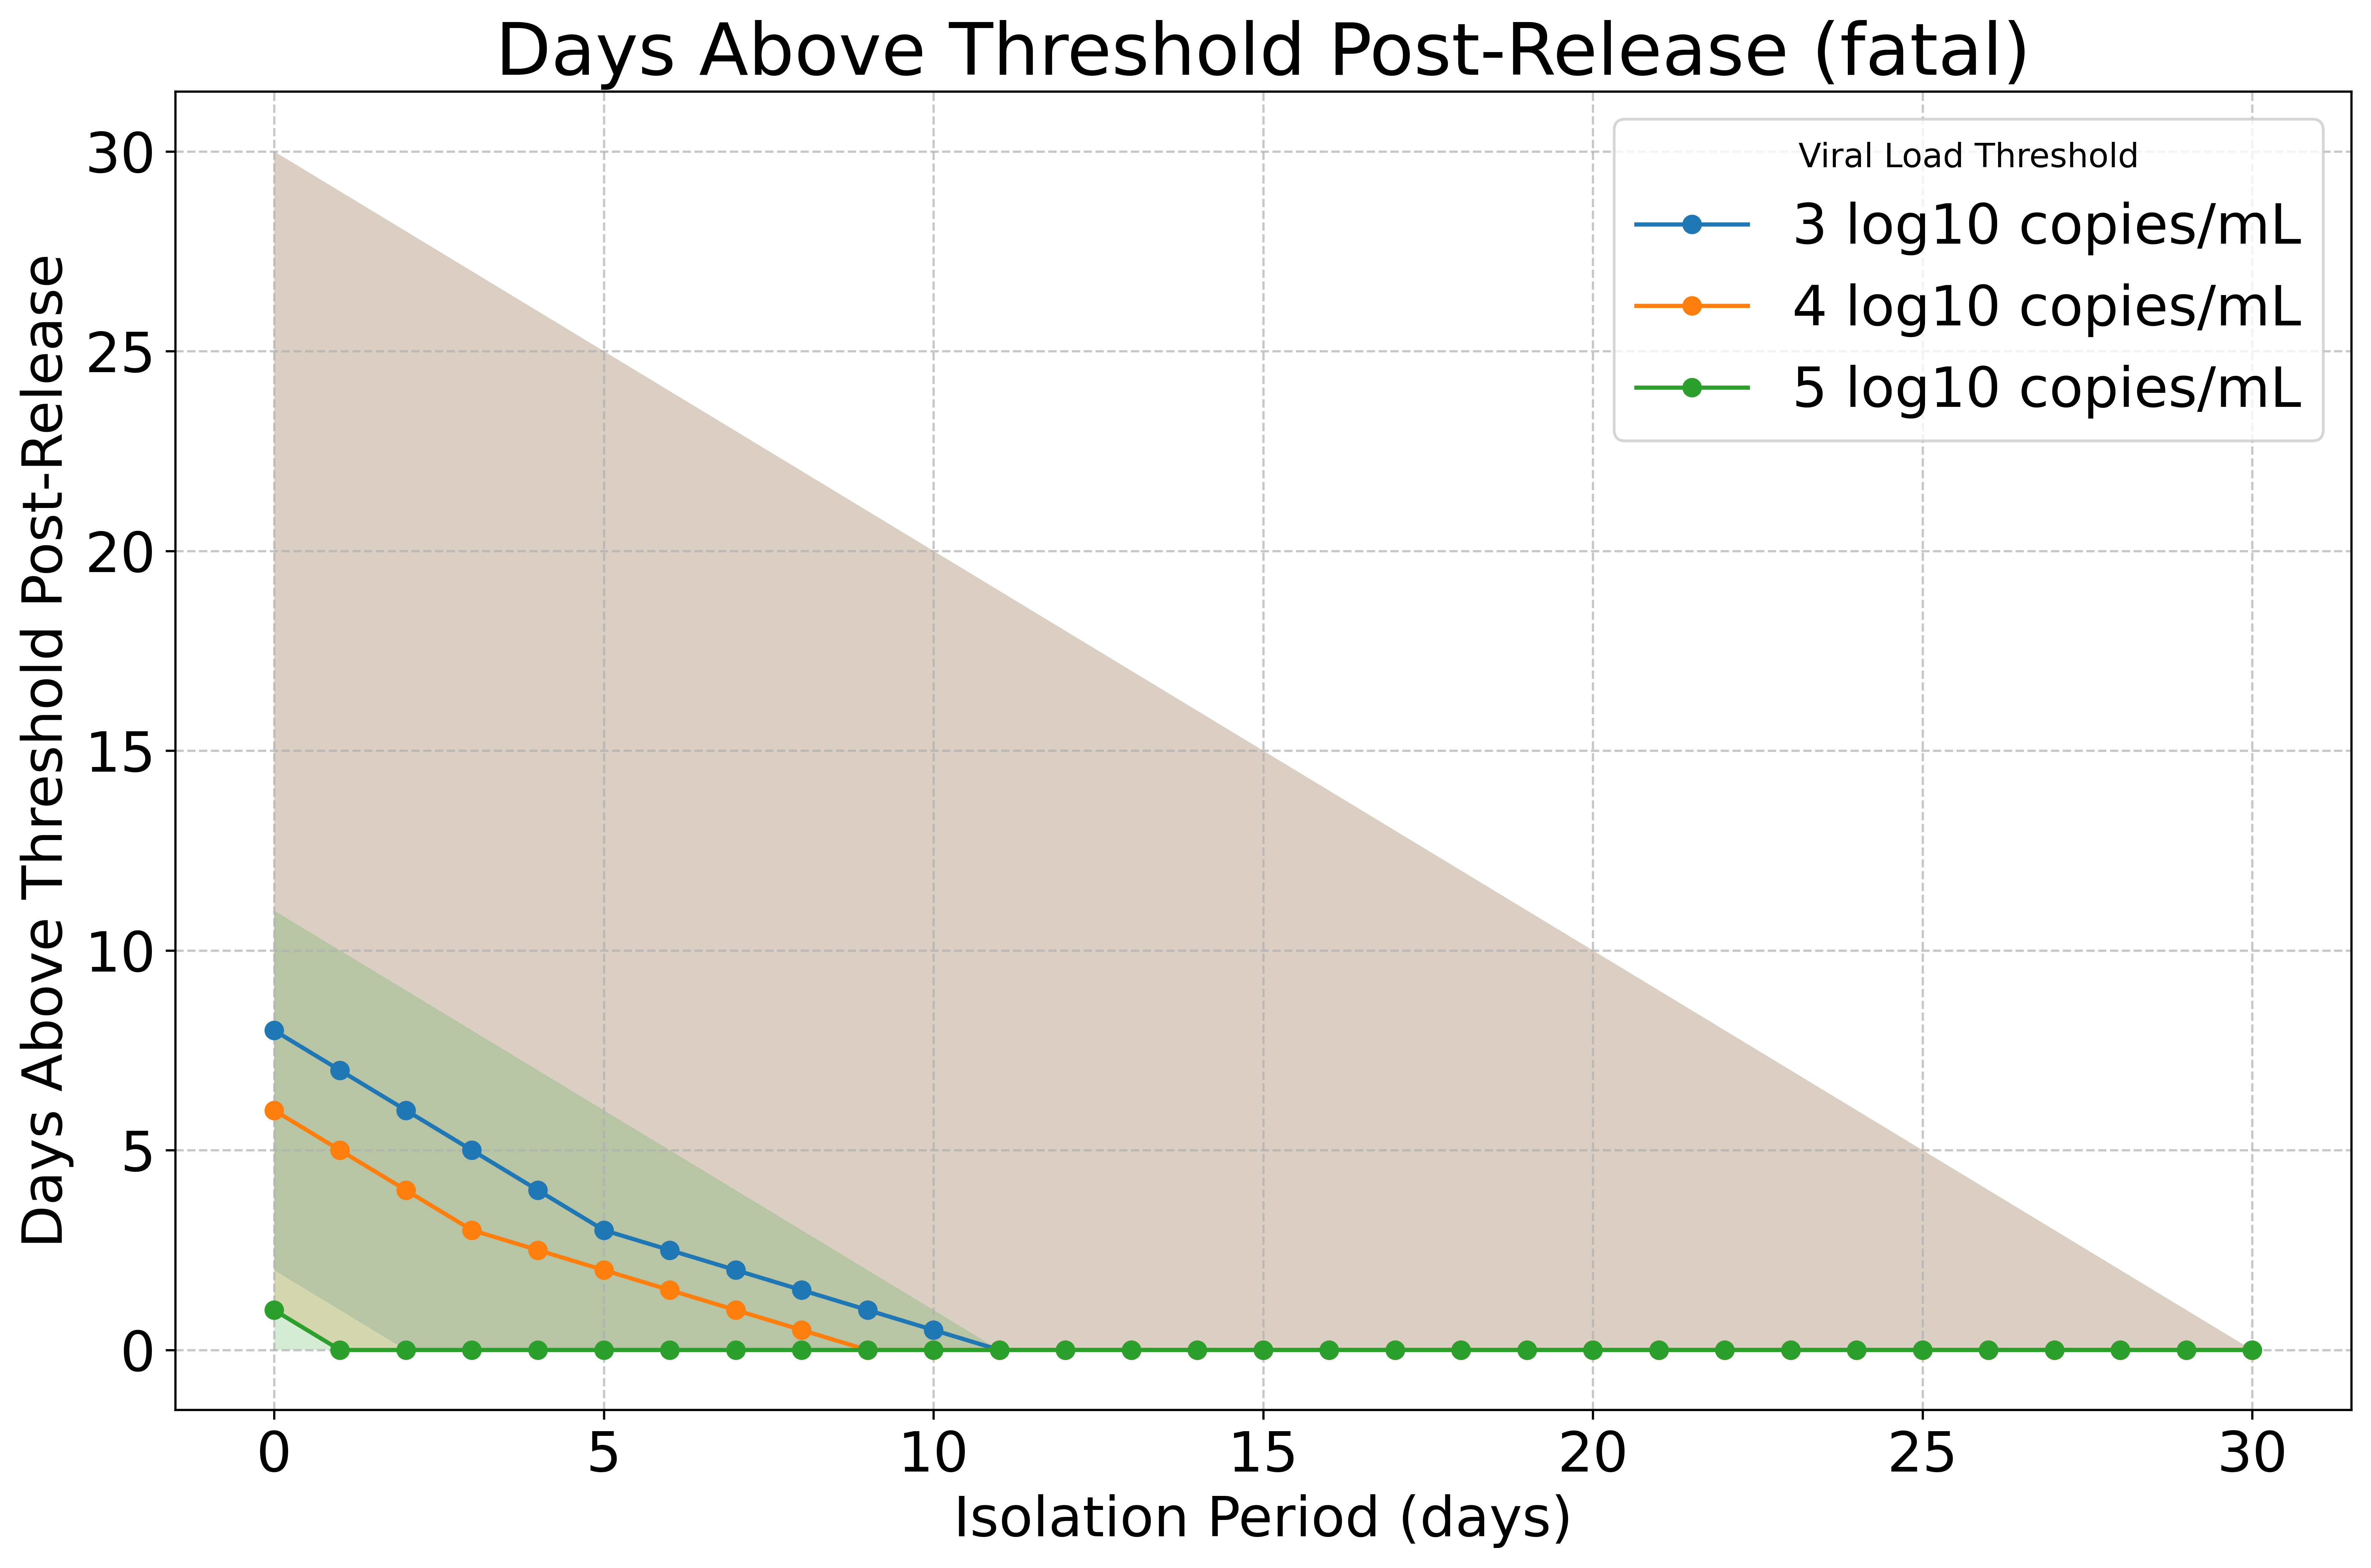 Days Above Threshold Post-Release (fatal)
Viral Load Threshold
3 log10 copies/mL
4 log10 copies/mL
5 log10 copies/mL
Days Above Threshold Post-Release
30
25
20
15
10
5
0
0 5 10 15 20 25 30
Isolation Period (days)